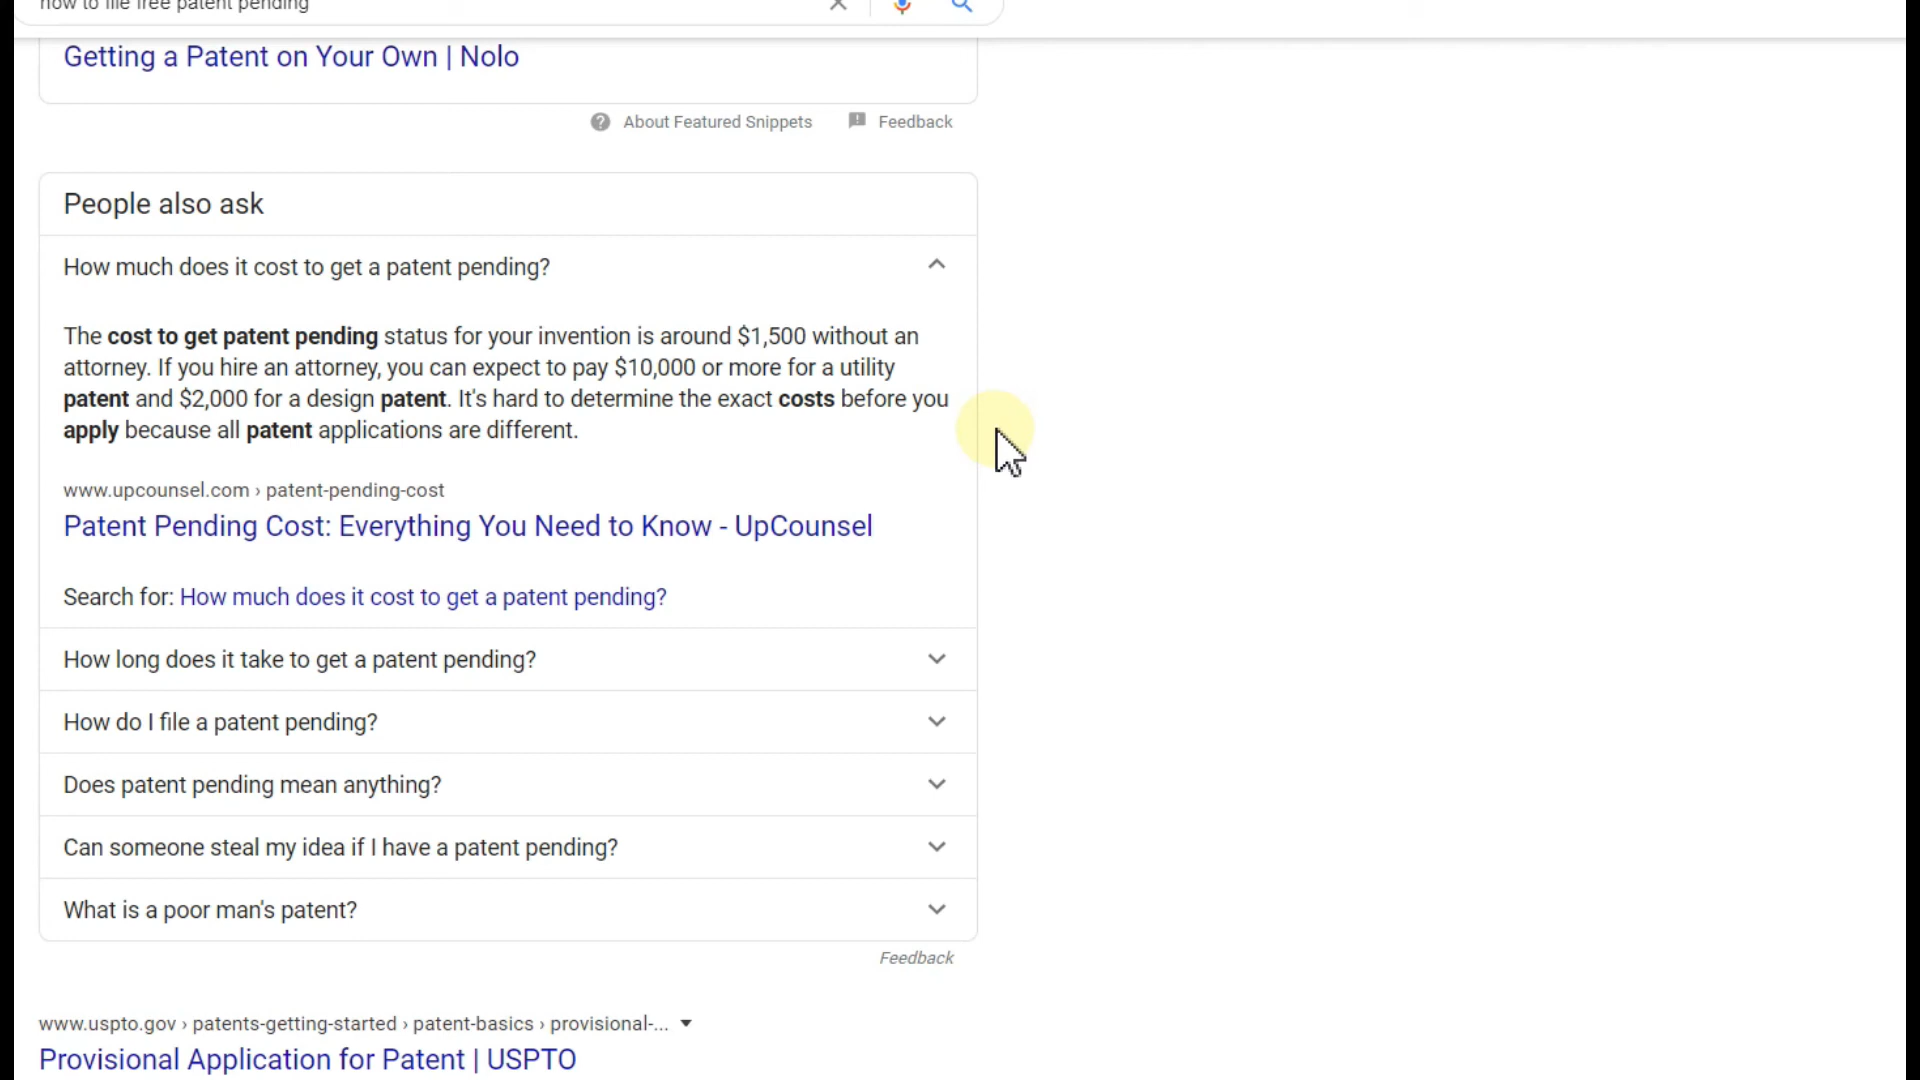 how to file free patent pending
Getting a Patent on Your Own | Nolo
About Featured Snippets Feedback
People also ask
How much does it cost to get a patent pending?
The cost to get patent pending status for your invention is around $1,500 without an
attorney. If you hire an attorney, you can expect to pay $10,000 or more for a utility
patent and $2,000 for a design patent. It's hard to determine the exact costs before you
apply because all patent applications are different.
www.upcounsel.com › patent-pending-cost
Patent Pending Cost: Everything You Need to Know - UpCounsel
Search for: How much does it cost to get a patent pending?
How long does it take to get a patent pending?
How do I file a patent pending?
Does patent pending mean anything?
Can someone steal my idea if I have a patent pending?
What is a poor man's patent?
Feedback
www.uspto.gov › patents-getting-started › patent-basics › provisional-...
Provisional Application for Patent | USPTO